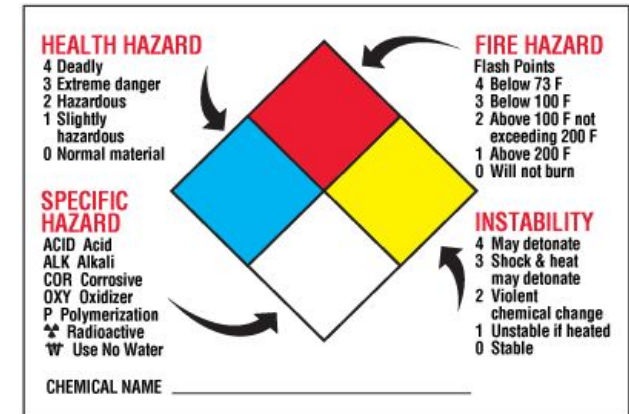 HEALTH HAZARD
4 Deadly
3 Extreme danger
2 Hazardous
1 Slightly
hazardous
0 Normal material
FIRE HAZARD
Flash Points
4 Below 73 F
3 Below 100 F
2 Above 100 F not
exceeding 200 F
1 Above 200 F
0 Will not burn
SPECIFIC
HAZARD
ACID Acid
ALK Alkali
COR Corrosive
OXY Oxidizer
P Polymerization
☢ Radioactive
W Use No Water
INSTABILITY
4 May detonate
3 Shock & heat
may detonate
2 Violent
chemical change
1 Unstable if heated
0 Stable
CHEMICAL NAME